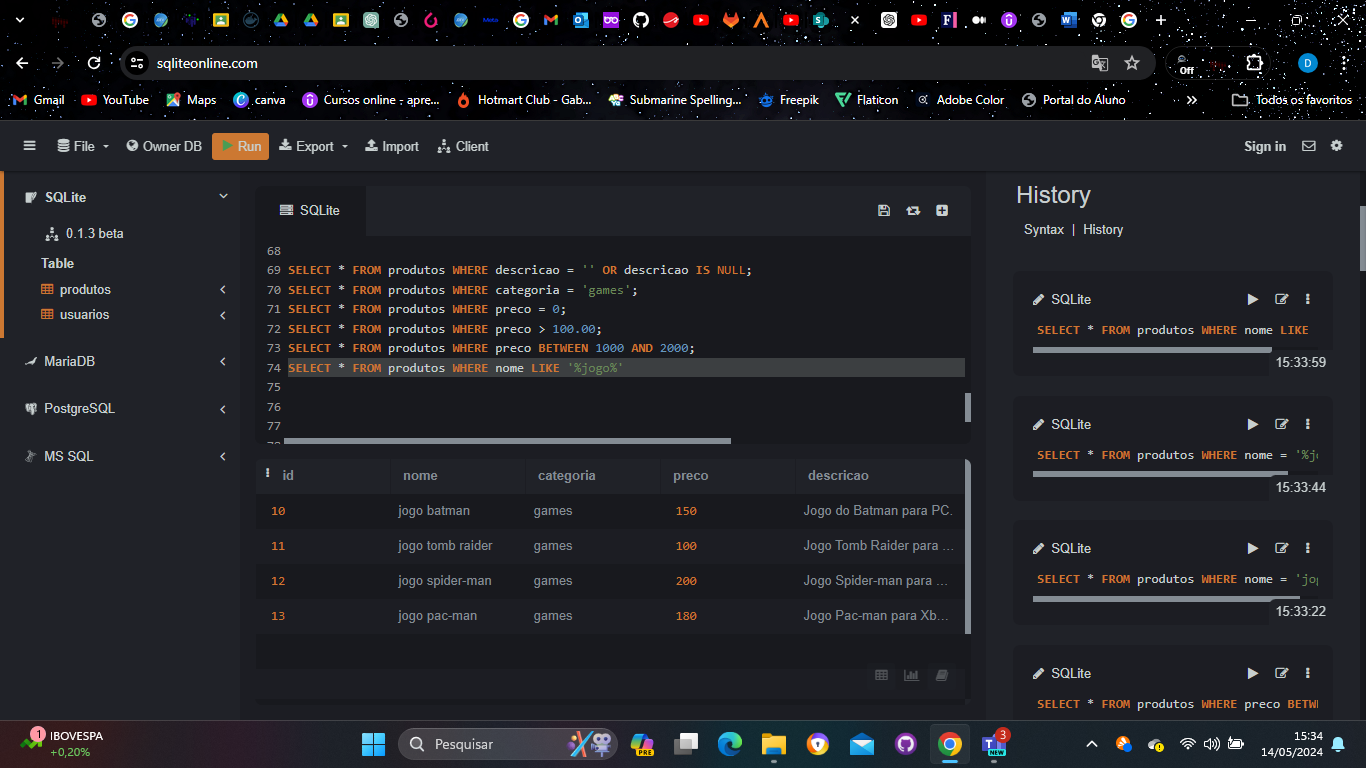 sqliteonline.com
Off
D
Gmail
YouTube
Maps
canva
Cursos online - apre...
Hotmart Club - Gab...
Submarine Spelling...
Freepik
Flaticon
Adobe Color
Portal do Aluno
Todos os favoritos
File
Owner DB
Run
Export
Import
Client
Sign in
SQLite
0.1.3 beta
Table
produtos
usuarios
MariaDB
PostgreSQL
MS SQL
SQLite
68
69 SELECT * FROM produtos WHERE descricao = '' OR descricao IS NULL;
70 SELECT * FROM produtos WHERE categoria = 'games';
71 SELECT * FROM produtos WHERE preco = 0;
72 SELECT * FROM produtos WHERE preco > 100.00;
73 SELECT * FROM produtos WHERE preco BETWEEN 1000 AND 2000;
74 SELECT * FROM produtos WHERE nome LIKE '%jogo%'
75
76
77
id nome categoria preco descricao
10 jogo batman games 150 Jogo do Batman para PC.
11 jogo tomb raider games 100 Jogo Tomb Raider para ...
12 jogo spider-man games 200 Jogo Spider-man para ...
13 jogo pac-man games 180 Jogo Pac-man para Xb...
History
Syntax | History
SQLite
SELECT * FROM produtos WHERE nome LIKE
15:33:59
SQLite
SELECT * FROM produtos WHERE nome = '%jo
15:33:44
SQLite
SELECT * FROM produtos WHERE nome = 'jog
15:33:22
SQLite
SELECT * FROM produtos WHERE preco BETW
1
IBOVESPA
+0,20%
Pesquisar
PRE
NEW
3
15:34
14/05/2024